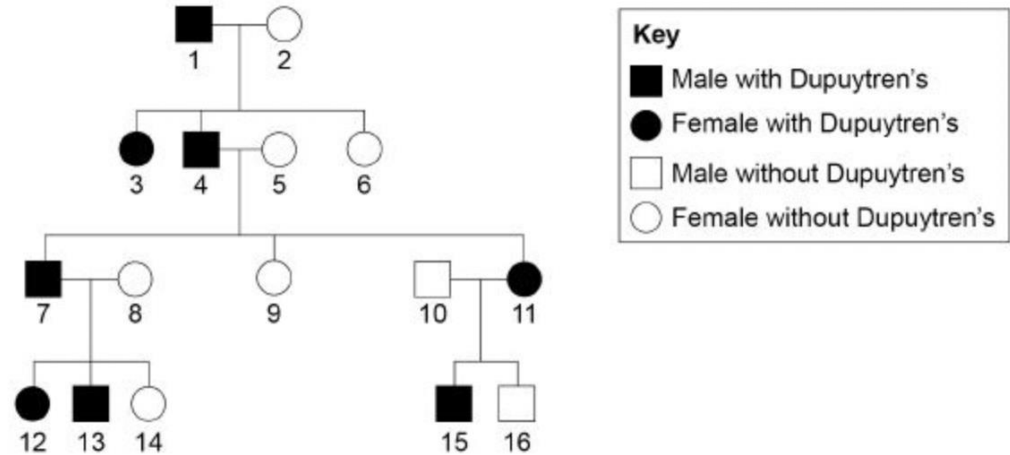 1 2
3 4 5 6
7 8 9 10 11
12 13 14 15 16
Key
Male with Dupuytren's
Female with Dupuytren's
Male without Dupuytren's
Female without Dupuytren's